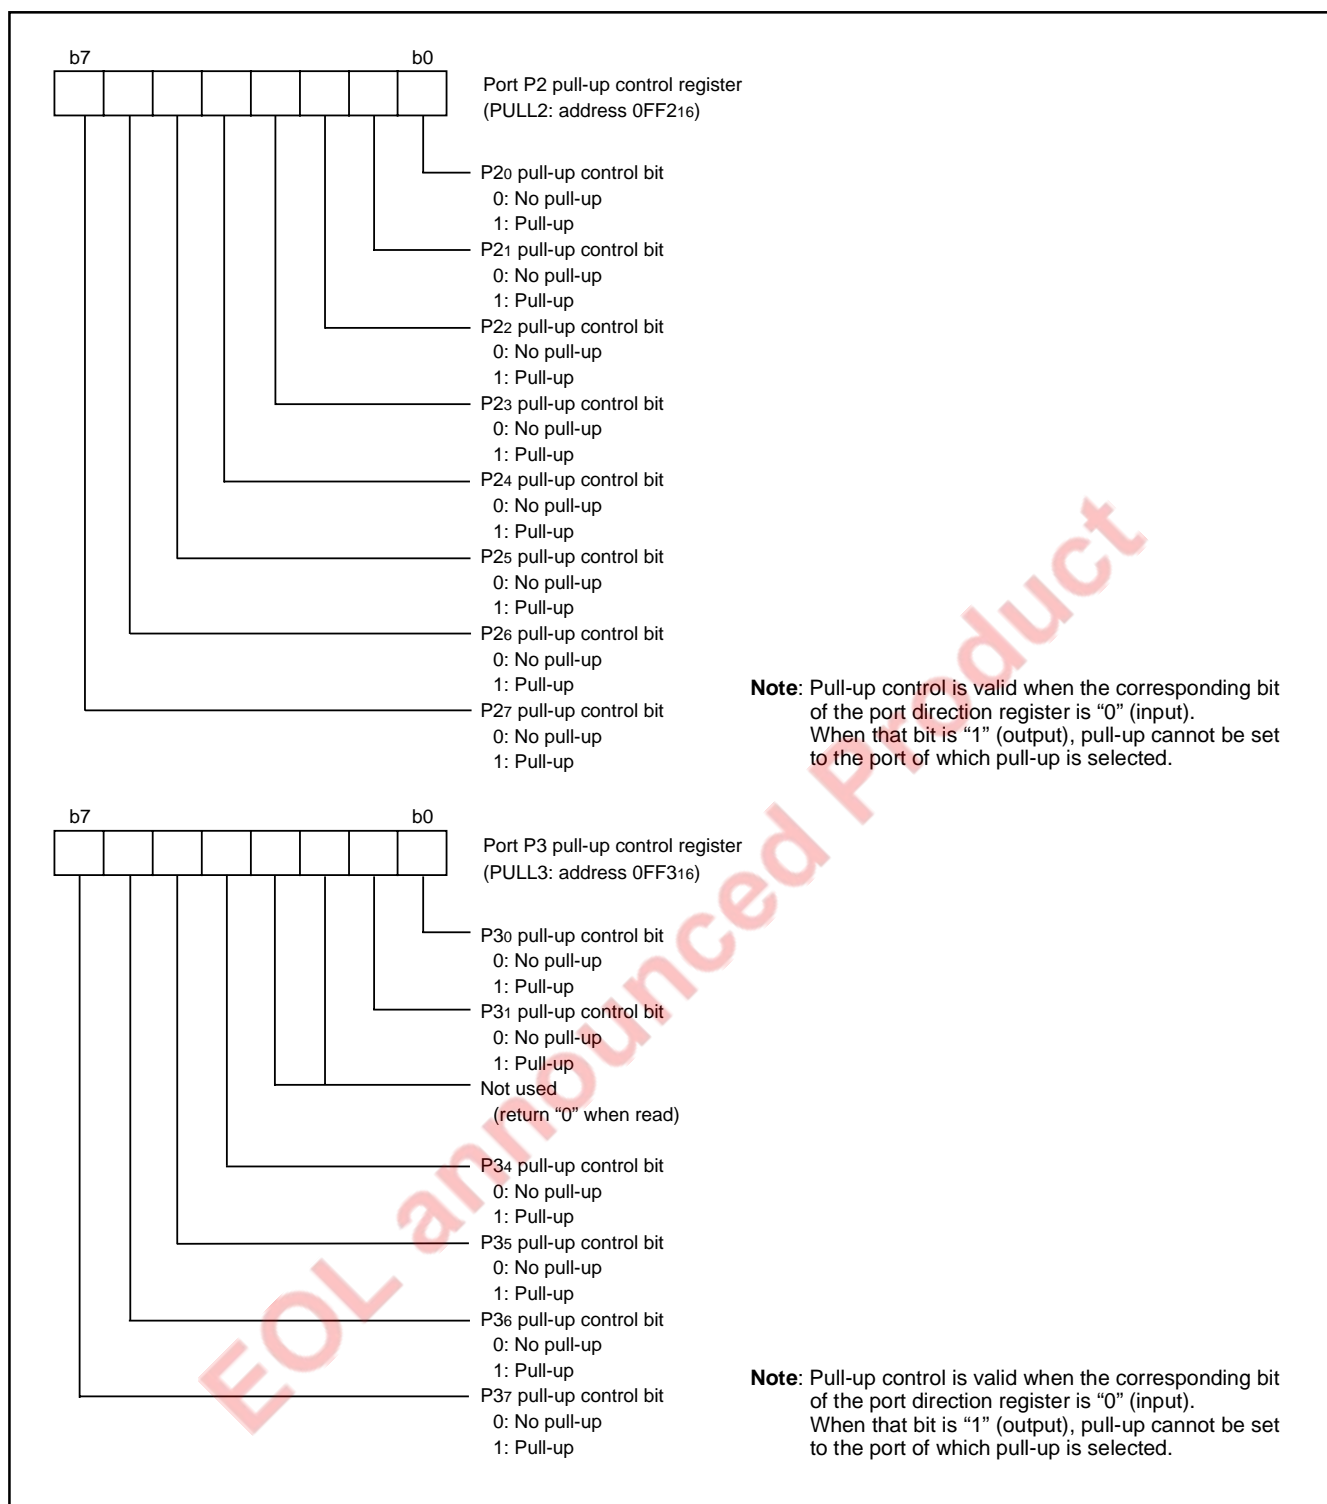 b7 b0
Port P2 pull-up control register
(PULL2: address 0FF216)
P20 pull-up control bit
0: No pull-up
1: Pull-up
P21 pull-up control bit
0: No pull-up
1: Pull-up
P22 pull-up control bit
0: No pull-up
1: Pull-up
P23 pull-up control bit
0: No pull-up
1: Pull-up
P24 pull-up control bit
0: No pull-up
1: Pull-up
P25 pull-up control bit
0: No pull-up
1: Pull-up
P26 pull-up control bit
0: No pull-up
1: Pull-up
P27 pull-up control bit
0: No pull-up
1: Pull-up
Note: Pull-up control is valid when the corresponding bit
of the port direction register is “0” (input).
When that bit is “1” (output), pull-up cannot be set
to the port of which pull-up is selected.
b7 b0
Port P3 pull-up control register
(PULL3: address 0FF316)
P30 pull-up control bit
0: No pull-up
1: Pull-up
P31 pull-up control bit
0: No pull-up
1: Pull-up
Not used
(return “0” when read)
P34 pull-up control bit
0: No pull-up
1: Pull-up
P35 pull-up control bit
0: No pull-up
1: Pull-up
P36 pull-up control bit
0: No pull-up
1: Pull-up
P37 pull-up control bit
0: No pull-up
1: Pull-up
Note: Pull-up control is valid when the corresponding bit
of the port direction register is “0” (input).
When that bit is “1” (output), pull-up cannot be set
to the port of which pull-up is selected.
EOL announced Product